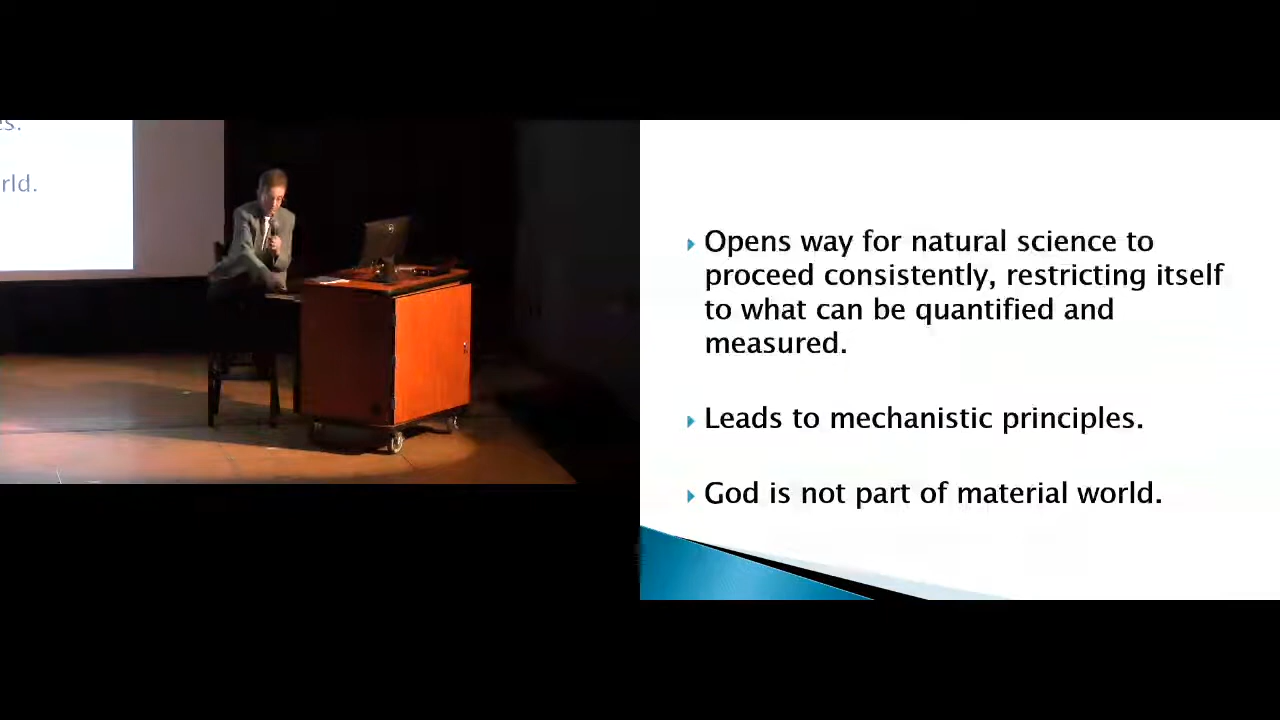 es.
rld.
Opens way for natural science to
proceed consistently, restricting itself
to what can be quantified and
measured.
Leads to mechanistic principles.
God is not part of material world.